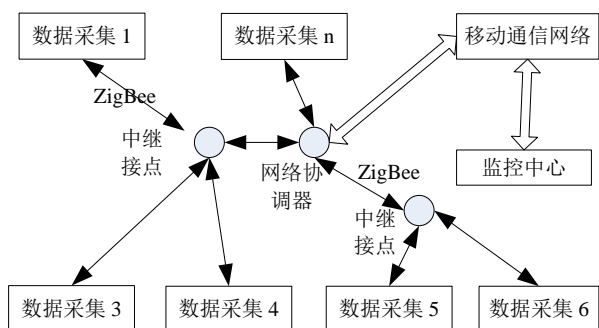 数据采集 1
数据采集 n
移动通信网络
ZigBee
中继
接点
网络协
调器
ZigBee
监控中心
中继
接点
数据采集 3
数据采集 4
数据采集 5
数据采集 6